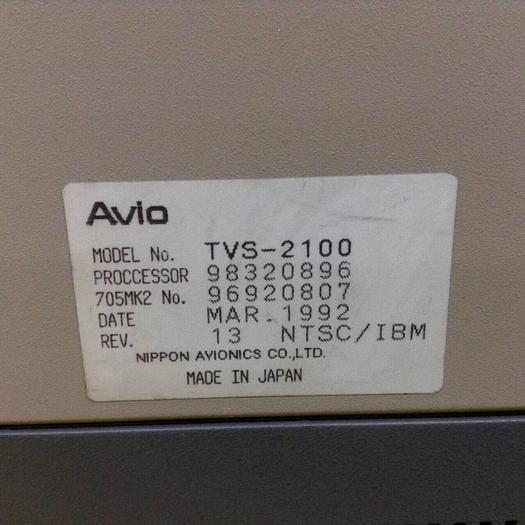 Avio
MODEL No. TVS-2100
PROCCESSOR 98320896
705MK2 No. 96920807
DATE MAR.1992
REV. 13 NTSC/IBM
NIPPON AVIONICS CO.,LTD.
MADE IN JAPAN